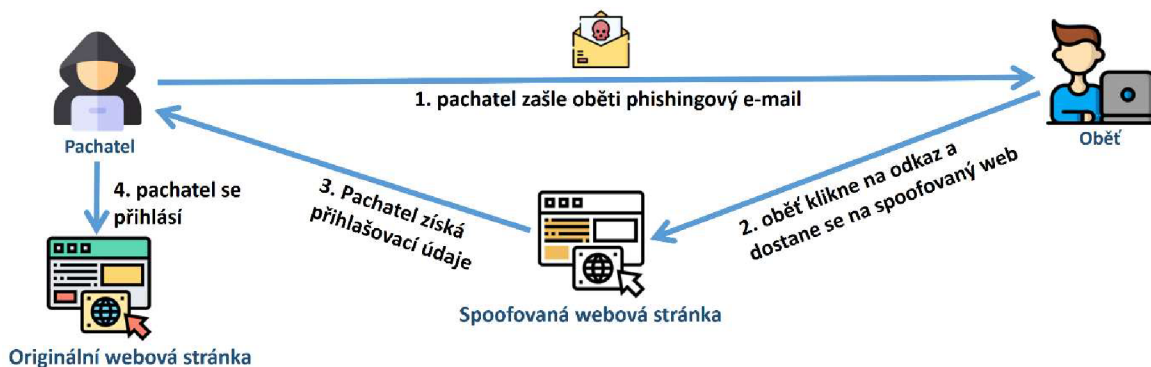 1. pachatel zašle oběti phishingový e-mail
Pachatel
Oběť
2. oběť klikne na odkaz a
dostane se na spoofovaný web
3. Pachatel získá
přihlašovací údaje
4. pachatel se
přihlásí
Spoofovaná webová stránka
Originální webová stránka